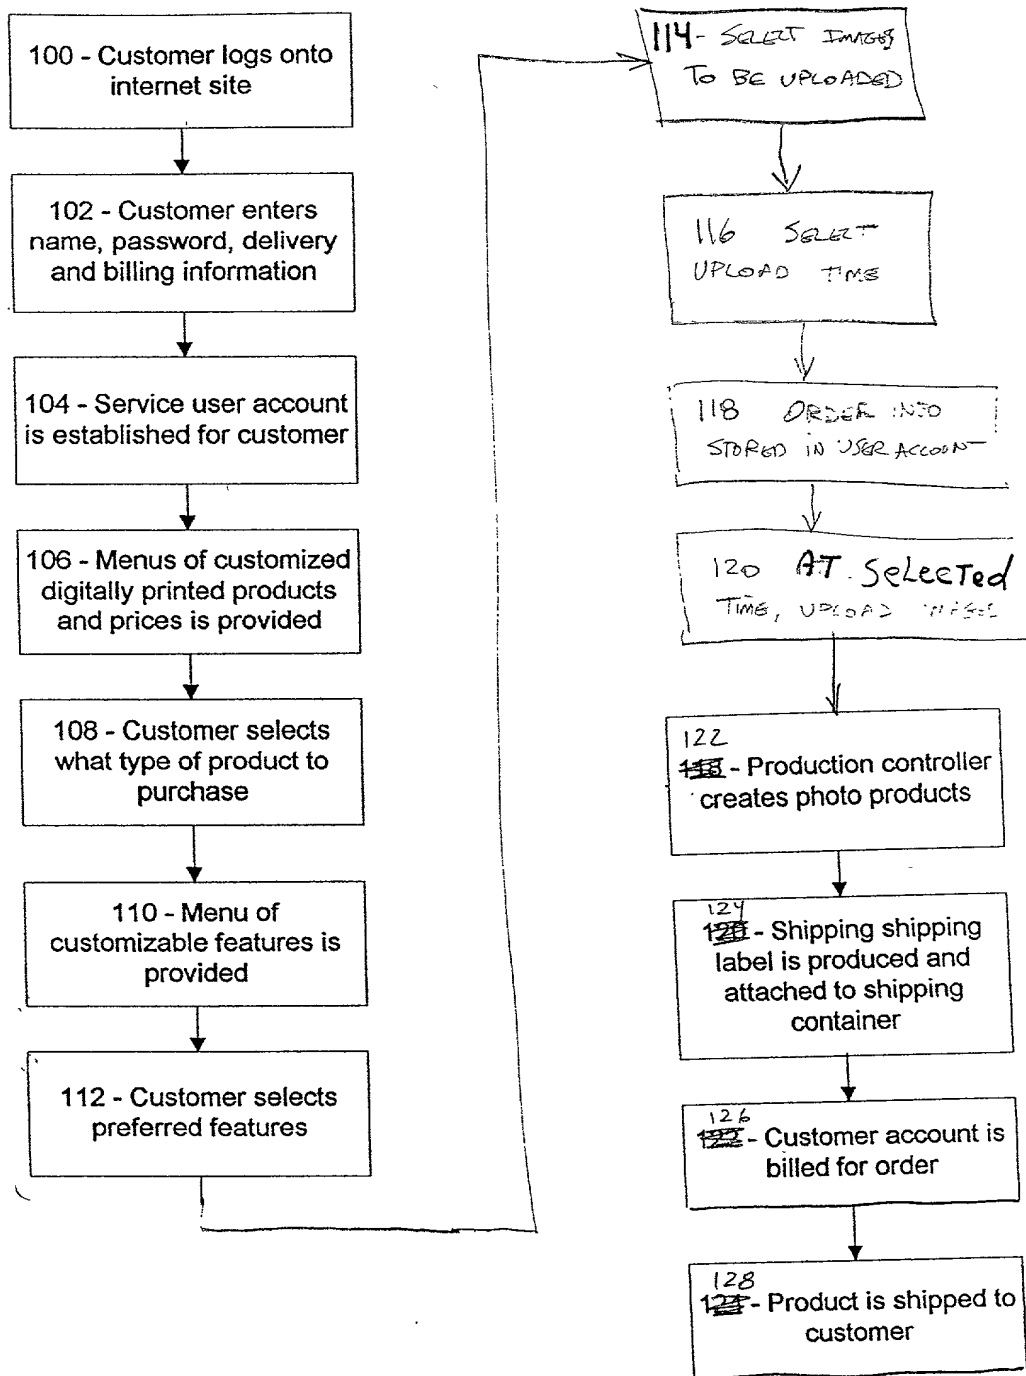 100 - Customer logs onto
internet site
102 - Customer enters
name, password, delivery
and billing information
104 - Service user account
is established for customer
106 - Menus of customized
digitally printed products
and prices is provided
108 - Customer selects
what type of product to
purchase
110 - Menu of
customizable features is
provided
112 - Customer selects
preferred features
114 - SELECT IMAGES
TO BE UPLOADED
116 SELECT
UPLOAD TIME
118 ORDER INFO
STORED IN USER ACCOUNT
120 AT SeLecTed
TIME, UPLOAD
122
- Production controller
creates photo products
124
120 - Shipping shipping
label is produced and
attached to shipping
container
126
122 - Customer account is
billed for order
128
124 - Product is shipped to
customer